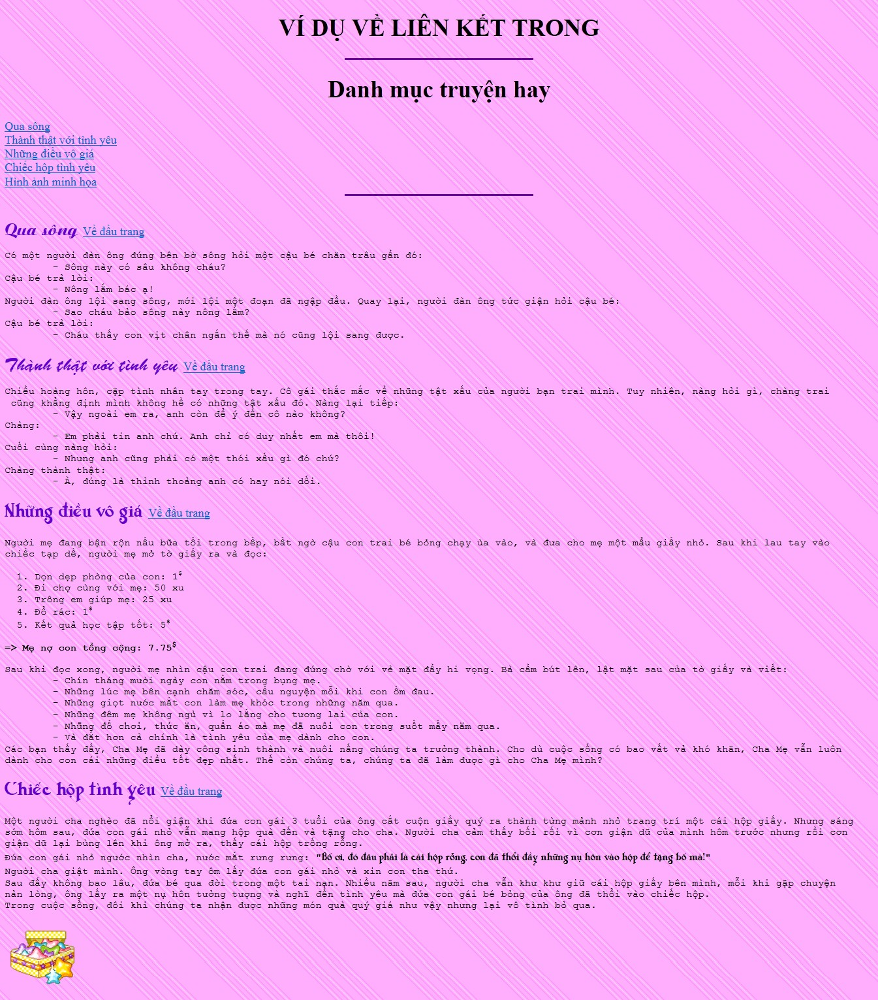 VÍ DỤ VỀ LIÊN KẾT TRONG
Danh mục truyện hay
Qua sông
Thành thật với tình yêu
Những điều vô giá
Chiếc hộp tình yêu
Hình ảnh minh họa
Qua sông Về đầu trang
Có một người đàn ông đứng bên bờ sông hỏi một cậu bé chăn trâu gần đó:
- Sông này có sâu không cháu?
Cậu bé trả lời:
- Nông lắm bác ạ!
Người đàn ông lội sang sông, mới lội một đoạn đã ngập đầu. Quay lại, người đàn ông tức giận hỏi cậu bé:
- Sao cháu bảo sông này nông lắm?
Cậu bé trả lời:
- Cháu thấy con vịt chân ngắn thế mà nó cũng lội sang được.
Thành thật với tình yêu Về đầu trang
Chiều hoàng hôn, cặp tình nhân tay trong tay. Cô gái thắc mắc về những tật xấu của người bạn trai mình. Tuy nhiên, nàng hỏi gì, chàng trai
cũng khẳng định mình không hề có những tật xấu đó. Nàng lại tiếp:
- Vậy ngoài em ra, anh còn để ý đến cô nào không?
Chàng:
- Em phải tin anh chứ. Anh chỉ có duy nhất em mà thôi!
Cuối cùng nàng hỏi:
- Nhưng anh cũng phải có một thói xấu gì đó chứ?
Chàng thành thật:
- À, đúng là thỉnh thoảng anh có hay nói dối.
Những điều vô giá Về đầu trang
Người mẹ đang bận rộn nấu bữa tối trong bếp, bất ngờ cậu con trai bé bỏng chạy ùa vào, và đưa cho mẹ một mẩu giấy nhỏ. Sau khi lau tay vào
chiếc tạp dề, người mẹ mở tờ giấy ra và đọc:
1. Dọn dẹp phòng của con: 1$
2. Đi chợ cùng với mẹ: 50 xu
3. Trông em giúp mẹ: 25 xu
4. Đổ rác: 1$
5. Kết quả học tập tốt: 5$
=> Mẹ nợ con tổng cộng: 7.75$
Sau khi đọc xong, người mẹ nhìn cậu con trai đang đứng chờ với vẻ mặt đầy hi vọng. Bà cầm bút lên, lật mặt sau của tờ giấy và viết:
- Chín tháng mười ngày con nằm trong bụng mẹ.
- Những lúc mẹ bên cạnh chăm sóc, cầu nguyện mỗi khi con ốm đau.
- Những giọt nước mắt con làm mẹ khóc trong những năm qua.
- Những đêm mẹ không ngủ vì lo lắng cho tương lai của con.
- Những đồ chơi, thức ăn, quần áo mà mẹ đã nuôi con trong suốt mấy năm qua.
- Và đắt hơn cả chính là tình yêu của mẹ dành cho con.
Các bạn thấy đấy, Cha Mẹ đã dày công sinh thành và nuôi nấng chúng ta trưởng thành. Cho dù cuộc sống có bao vất vả khó khăn, Cha Mẹ vẫn luôn
dành cho con cái những điều tốt đẹp nhất. Thế còn chúng ta, chúng ta đã làm được gì cho Cha Mẹ mình?
Chiếc hộp tình yêu Về đầu trang
Một người cha nghèo đã nổi giận khi đứa con gái 3 tuổi của ông cắt cuộn giấy quý ra thành từng mảnh nhỏ trang trí một cái hộp giấy. Nhưng sáng
sớm hôm sau, đứa con gái nhỏ vẫn mang hộp quà đến và tặng cho cha. Người cha cảm thấy bối rối vì cơn giận dữ của mình hôm trước nhưng rồi cơn
giận dữ lại bùng lên khi ông mở ra, thấy cái hộp trống rỗng.
Đứa con gái nhỏ ngước nhìn cha, nước mắt rưng rưng: "Bố ơi, đó đâu phải là cái hộp rỗng, con đã thổi đầy những nụ hôn vào hộp để tặng bố mà!"
Người cha giật mình. Ông vòng tay ôm lấy đứa con gái nhỏ và xin con tha thứ.
Sau đấy không bao lâu, đứa bé qua đời trong một tai nạn. Nhiều năm sau, người cha vẫn khư khư giữ cái hộp giấy bên mình, mỗi khi gặp chuyện
nản lòng, ông lấy ra một nụ hôn tưởng tượng và nghĩ đến tình yêu mà đứa con gái bé bỏng của ông đã thổi vào chiếc hộp.
Trong cuộc sống, đôi khi chúng ta nhận được những món quà quý giá như vậy nhưng lại vô tình bỏ qua.